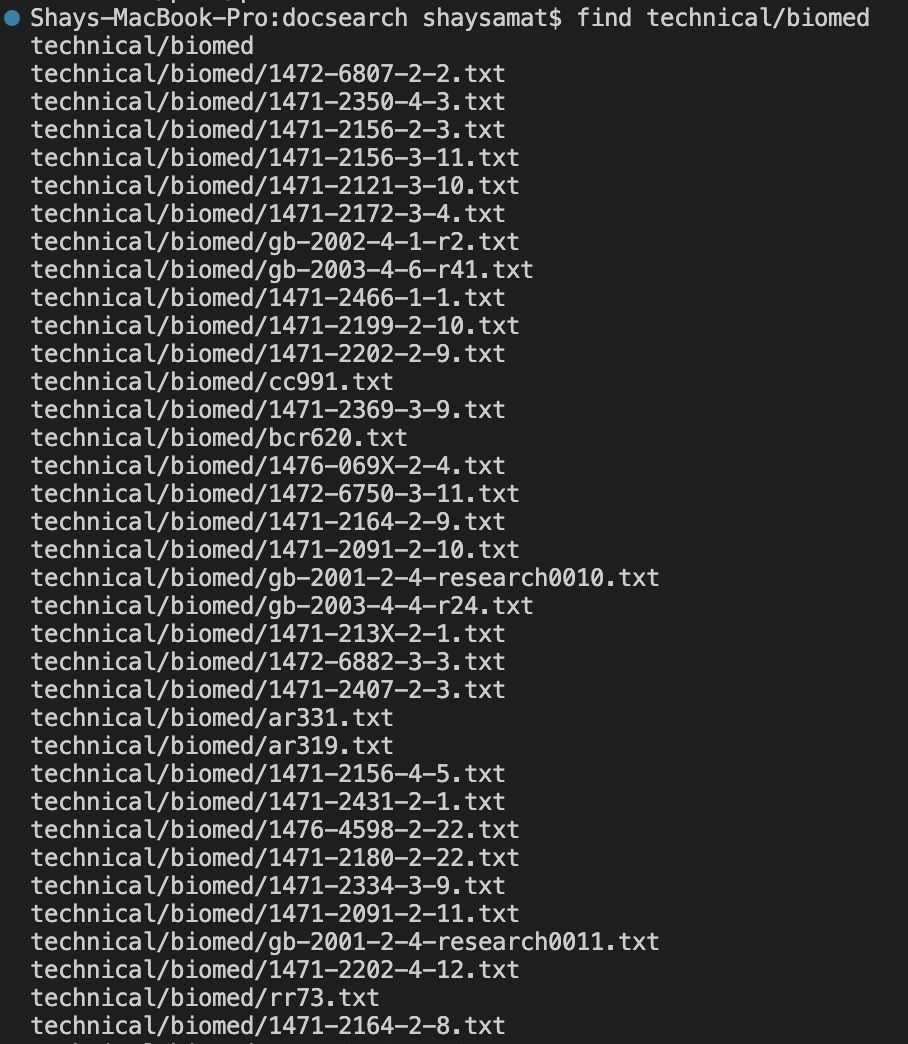 Shays-MacBook-Pro:docsearch shaysamat$ find technical/biomed
technical/biomed
technical/biomed/1472-6807-2-2.txt
technical/biomed/1471-2350-4-3.txt
technical/biomed/1471-2156-2-3.txt
technical/biomed/1471-2156-3-11.txt
technical/biomed/1471-2121-3-10.txt
technical/biomed/1471-2172-3-4.txt
technical/biomed/gb-2002-4-1-r2.txt
technical/biomed/gb-2003-4-6-r41.txt
technical/biomed/1471-2466-1-1.txt
technical/biomed/1471-2199-2-10.txt
technical/biomed/1471-2202-2-9.txt
technical/biomed/cc991.txt
technical/biomed/1471-2369-3-9.txt
technical/biomed/bcr620.txt
technical/biomed/1476-069X-2-4.txt
technical/biomed/1472-6750-3-11.txt
technical/biomed/1471-2164-2-9.txt
technical/biomed/1471-2091-2-10.txt
technical/biomed/gb-2001-2-4-research0010.txt
technical/biomed/gb-2003-4-4-r24.txt
technical/biomed/1471-213X-2-1.txt
technical/biomed/1472-6882-3-3.txt
technical/biomed/1471-2407-2-3.txt
technical/biomed/ar331.txt
technical/biomed/ar319.txt
technical/biomed/1471-2156-4-5.txt
technical/biomed/1471-2431-2-1.txt
technical/biomed/1476-4598-2-22.txt
technical/biomed/1471-2180-2-22.txt
technical/biomed/1471-2334-3-9.txt
technical/biomed/1471-2091-2-11.txt
technical/biomed/gb-2001-2-4-research0011.txt
technical/biomed/1471-2202-4-12.txt
technical/biomed/rr73.txt
technical/biomed/1471-2164-2-8.txt